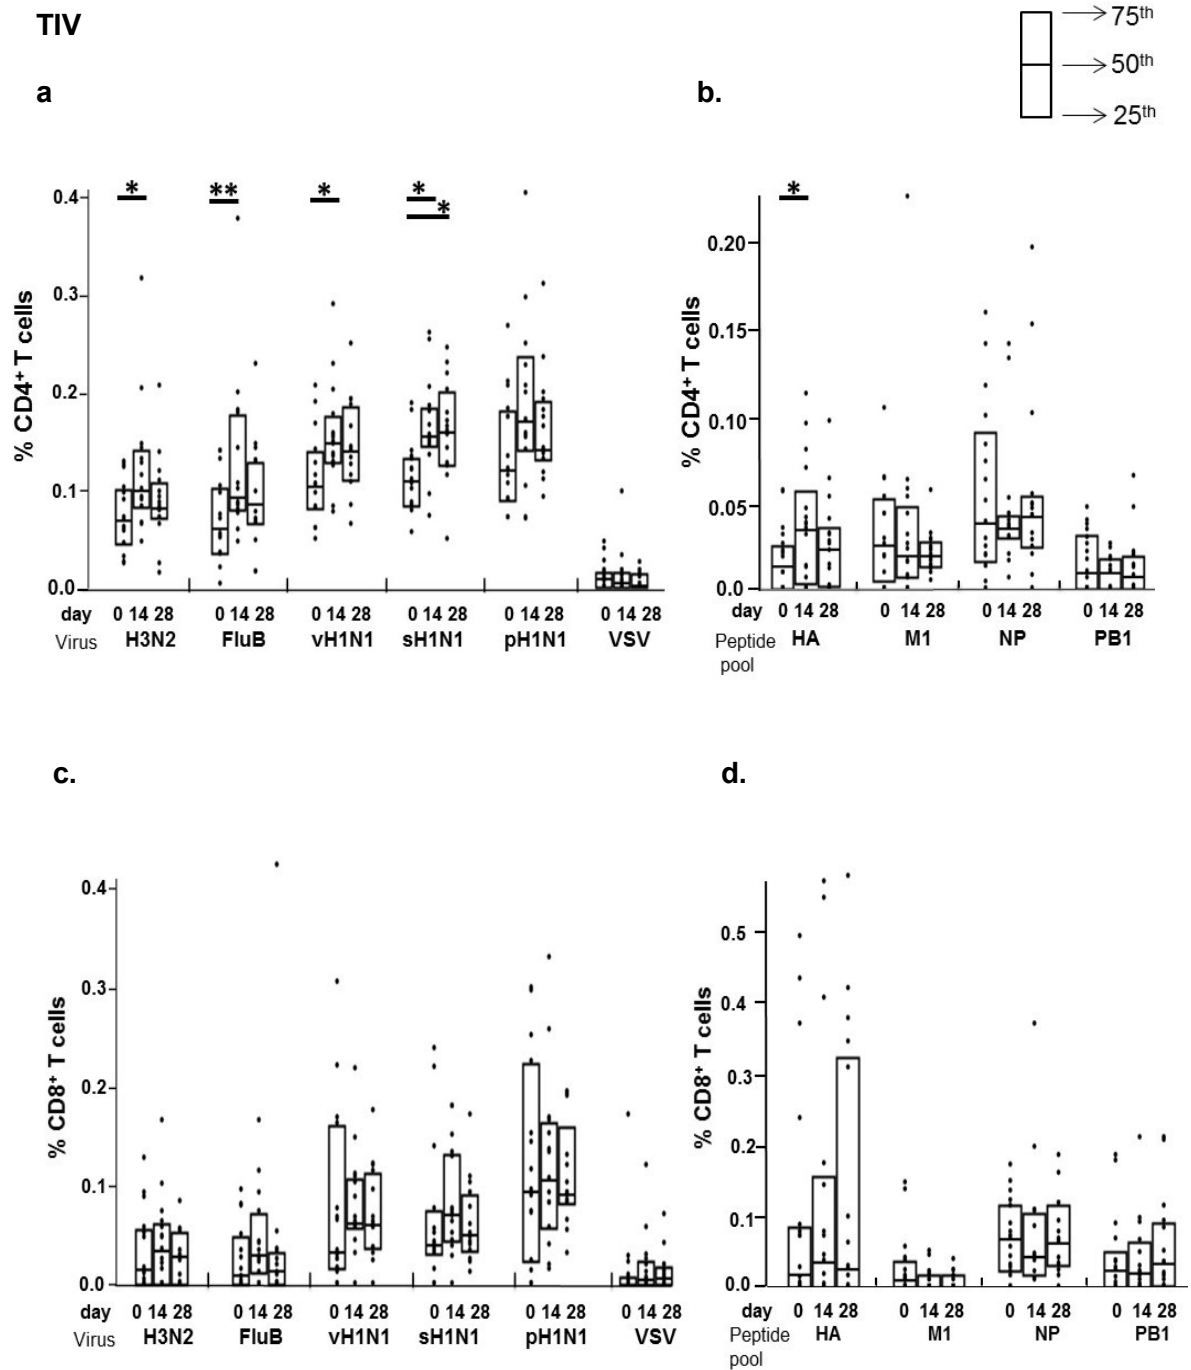 TIV
75th
50th
25th
a
b.
* ** * * *
*
0.4
0.3
0.2
0.1
0.0
% CD4+ T cells
day 0 14 28 0 14 28 0 14 28 0 14 28 0 14 28 0 14 28
Virus H3N2 FluB vH1N1 sH1N1 pH1N1 VSV
0.20
0.15
0.10
0.05
0.0
% CD4+ T cells
day 0 14 28 0 14 28 0 14 28 0 14 28
Peptide HA M1 NP PB1
pool
c.
d.
0.4
0.3
0.2
0.1
0.0
% CD8+ T cells
day 0 14 28 0 14 28 0 14 28 0 14 28 0 14 28 0 14 28
Virus H3N2 FluB vH1N1 sH1N1 pH1N1 VSV
0.5
0.4
0.3
0.2
0.1
0.0
% CD8+ T cells
day 0 14 28 0 14 28 0 14 28 0 14 28
Peptide HA M1 NP PB1
pool